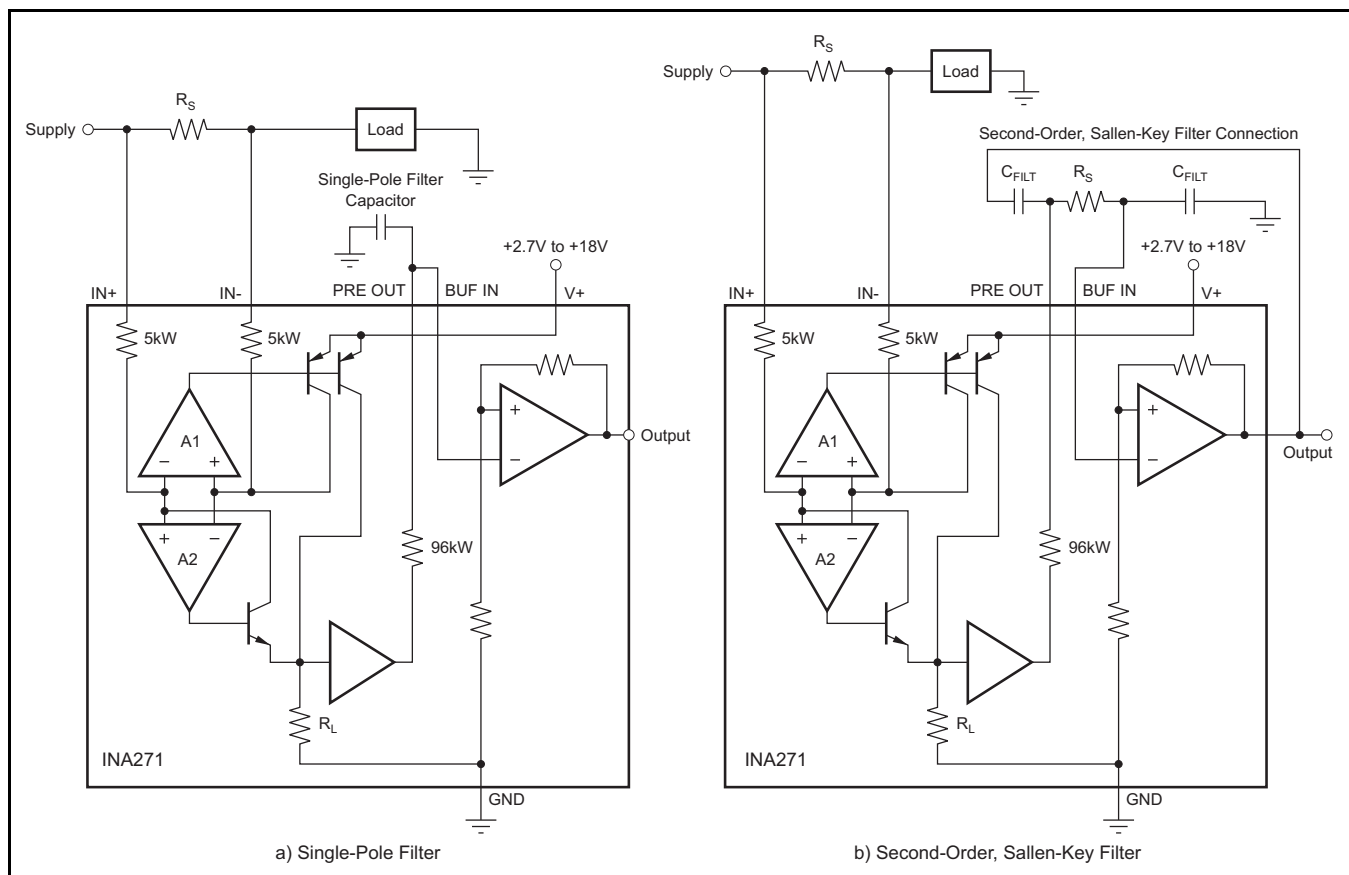 R_S
Supply
Load
Single-Pole Filter
Capacitor
+2.7V to +18V
IN+
IN-
PRE OUT
BUF IN
V+
5kW
5kW
A1
- +
+
-
Output
+ -
A2
96kW
R_L
INA271
GND
a) Single-Pole Filter
R_S
Supply
Load
Second-Order, Sallen-Key Filter Connection
C_FILT
R_S
C_FILT
+2.7V to +18V
IN+
IN-
PRE OUT
BUF IN
V+
5kW
5kW
A1
- +
+
-
Output
+ -
A2
96kW
R_L
INA271
GND
b) Second-Order, Sallen-Key Filter